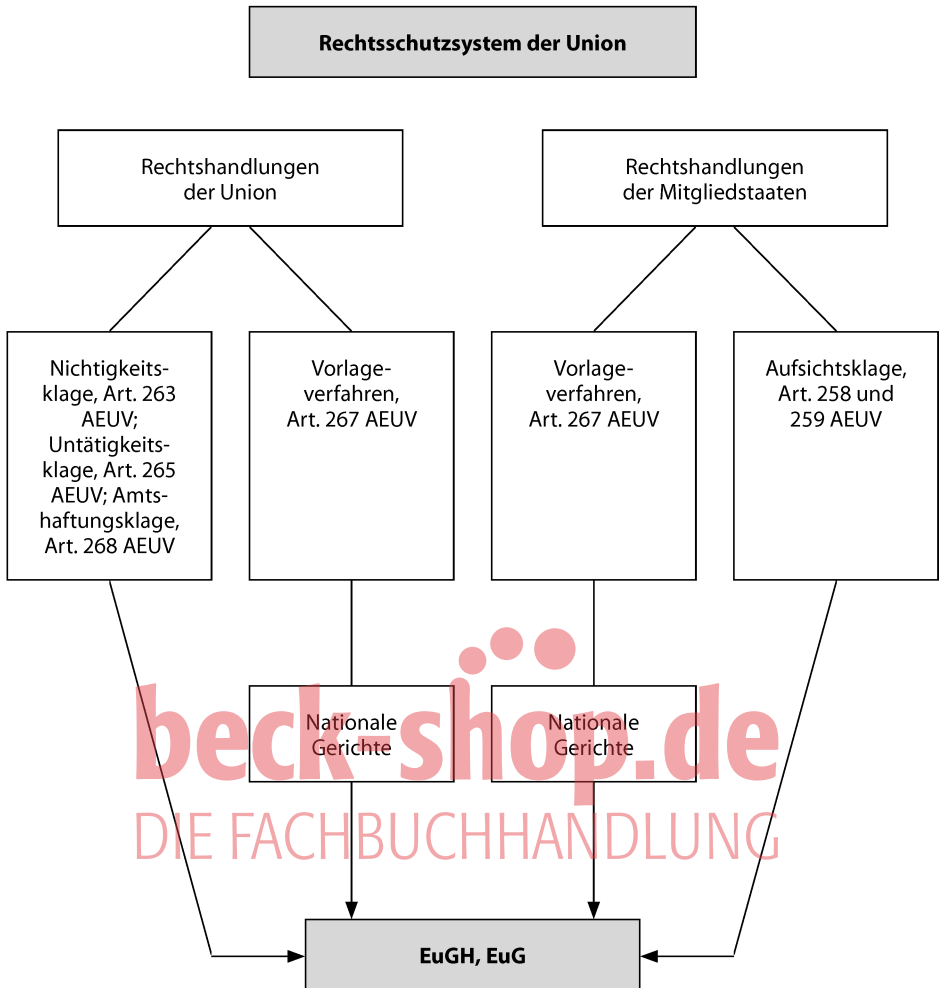 Rechtsschutzsystem der Union
Rechtshandlungen
der Union
Rechtshandlungen
der Mitgliedstaaten
Nichtigkeits-
klage, Art. 263
AEUV;
Untätigkeits-
klage, Art. 265
AEUV; Amts-
haftungsklage,
Art. 268 AEUV
Vorlage-
verfahren,
Art. 267 AEUV
Vorlage-
verfahren,
Art. 267 AEUV
Aufsichtsklage,
Art. 258 und
259 AEUV
Nationale
Gerichte
Nationale
Gerichte
beck-shop.de
DIE FACHBUCHHANDLUNG
EuGH, EuG